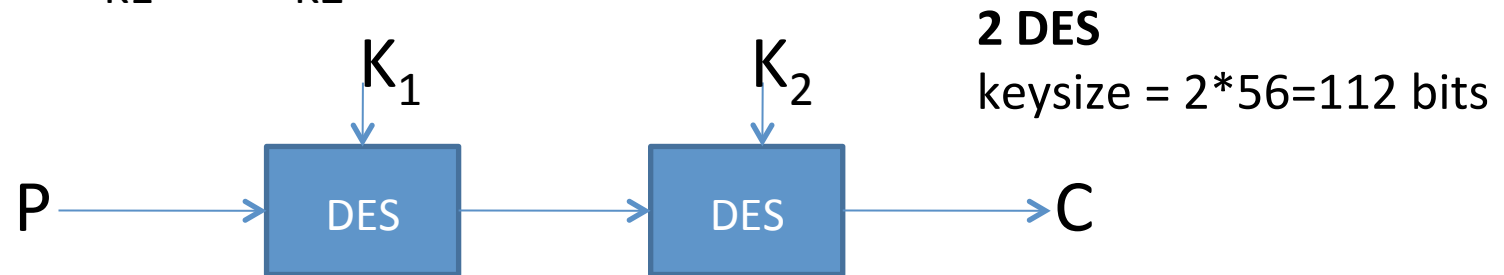 2 DES
K₁ K₂
keysize = 2*56=112 bits
P DES DES C